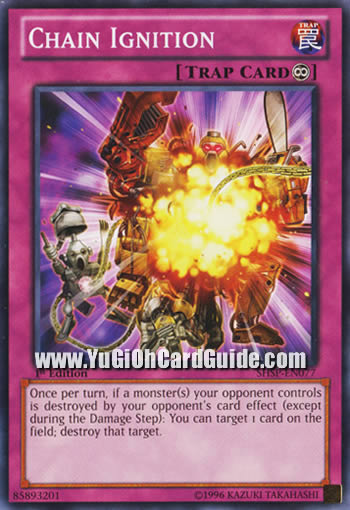 CHAIN IGNITION
TRAP
罠
[TRAP CARD∞]
www.YuGiOhCardGuide.com
1st Edition
SHSP-EN077
Once per turn, if a monster(s) your opponent controls
is destroyed by your opponent's card effect (except
during the Damage Step): You can target 1 card on
the field; destroy that target.
85893201
©1996 KAZUKI TAKAHASHI